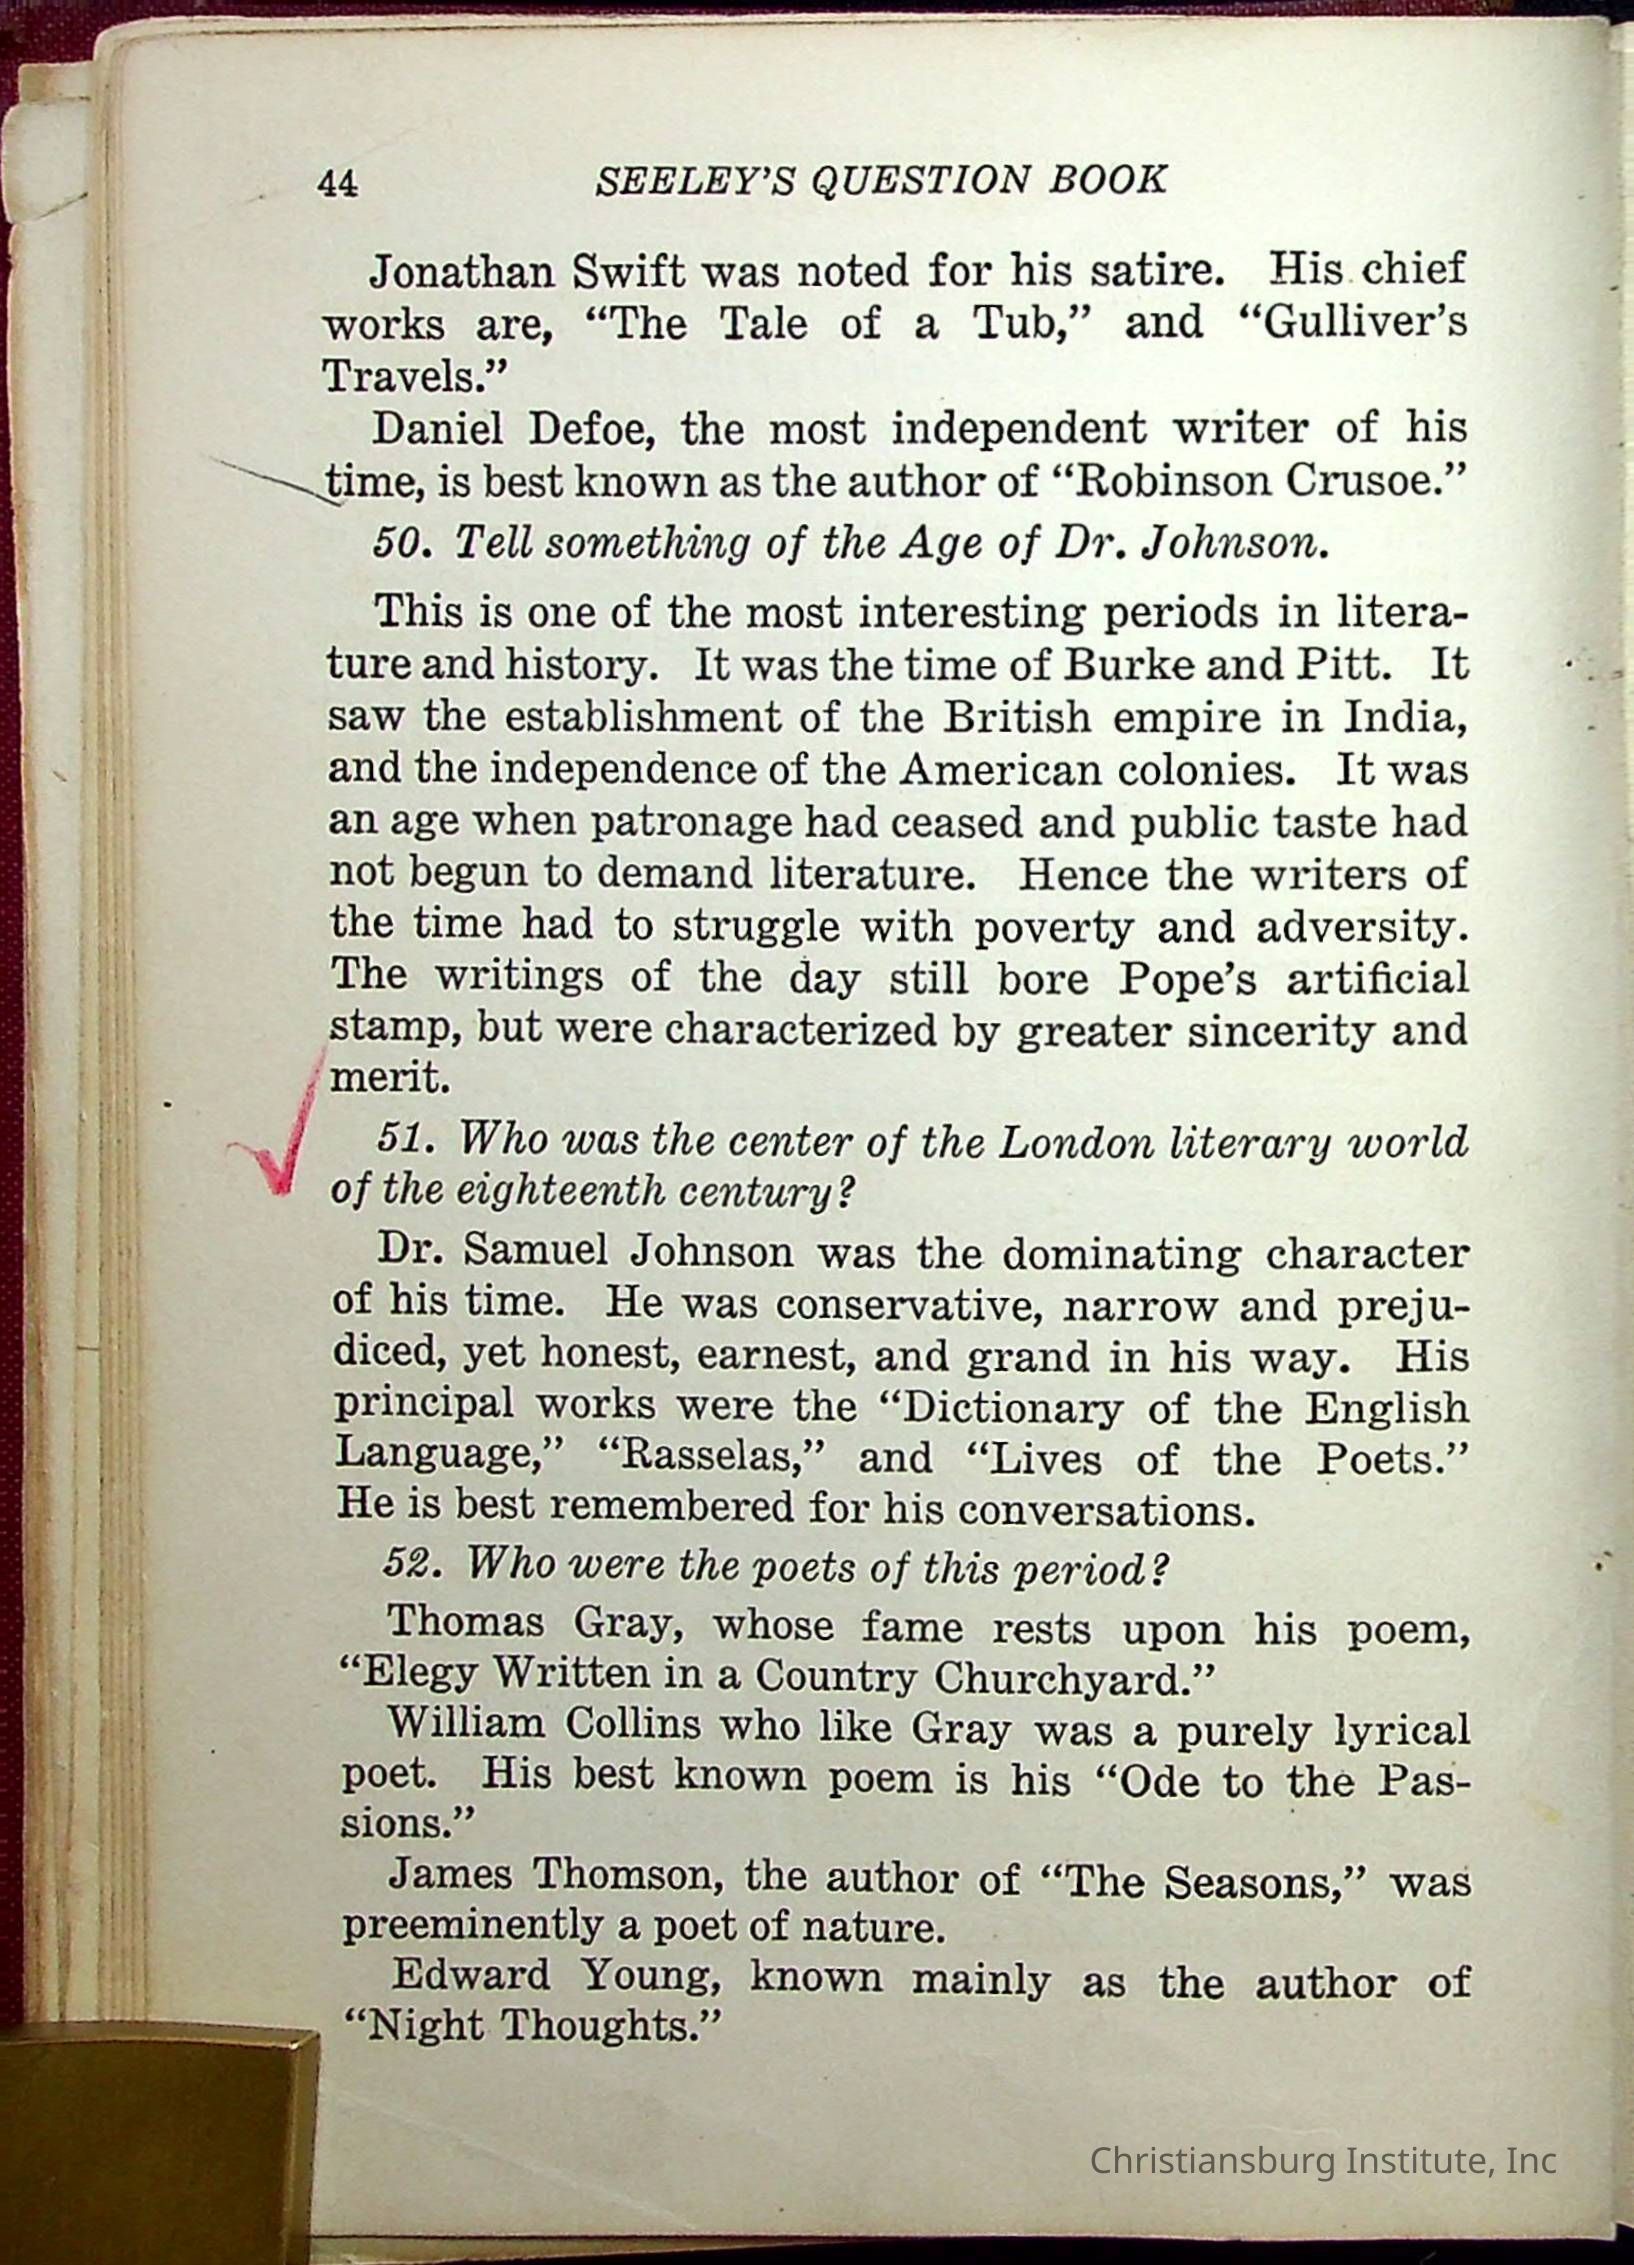 44 SEELEY'S QUESTION BOOK
Jonathan Swift was noted for his satire. His chief
works are, “The Tale of a Tub,” and “Gulliver’s
Travels.”
Daniel Defoe, the most independent writer of his
time, is best known as the author of “Robinson Crusoe.”
50. Tell something of the Age of Dr. Johnson.
This is one of the most interesting periods in litera-
ture and history. It was the time of Burke and Pitt. It
saw the establishment of the British empire in India,
and the independence of the American colonies. It was
an age when patronage had ceased and public taste had
not begun to demand literature. Hence the writers of
the time had to struggle with poverty and adversity.
The writings of the day still bore Pope’s artificial
stamp, but were characterized by greater sincerity and
merit.
51. Who was the center of the London literary world
of the eighteenth century?
Dr. Samuel Johnson was the dominating character
of his time. He was conservative, narrow and preju-
diced, yet honest, earnest, and grand in his way. His
principal works were the “Dictionary of the English
Language,” “Rasselas,” and “Lives of the Poets.”
He is best remembered for his conversations.
52. Who were the poets of this period?
Thomas Gray, whose fame rests upon his poem,
“Elegy Written in a Country Churchyard.”
William Collins who like Gray was a purely lyrical
poet. His best known poem is his “Ode to the Pas-
sions.”
James Thomson, the author of “The Seasons,” was
preeminently a poet of nature.
Edward Young, known mainly as the author of
“Night Thoughts.”
Christiansburg Institute, Inc